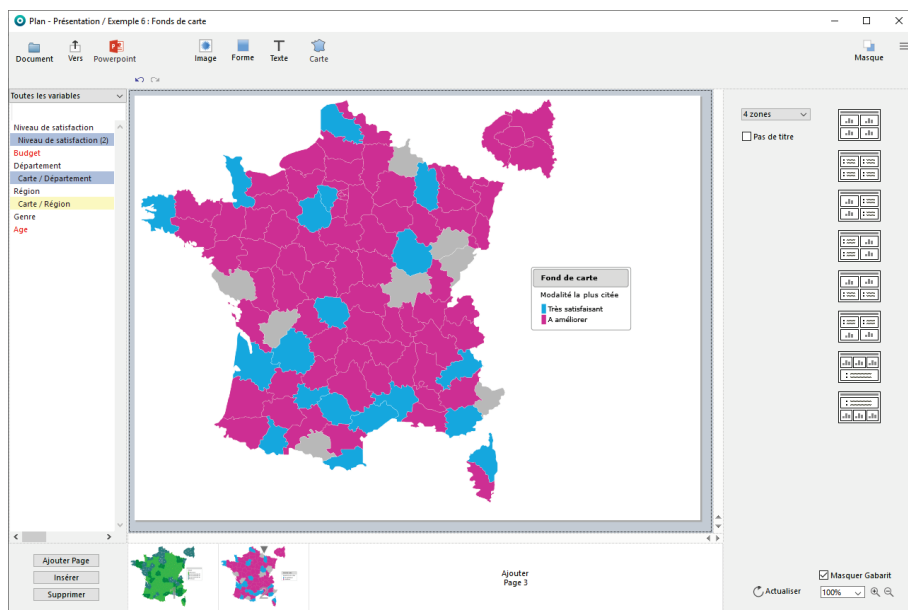 Plan - Présentation / Exemple 6 : Fonds de carte
Document
Vers
Powerpoint
Image
Forme
Texte
Carte
Masque
Toutes les variables
Niveau de satisfaction
Niveau de satisfaction (2)
Budget
Département
Carte / Département
Région
Carte / Région
Genre
Age
Fond de carte
Modalité la plus citée
Très satisfaisant
A améliorer
4 zones
Pas de titre
Ajouter Page
Insérer
Supprimer
Ajouter
Page 3
Masquer Gabarit
Actualiser
100%